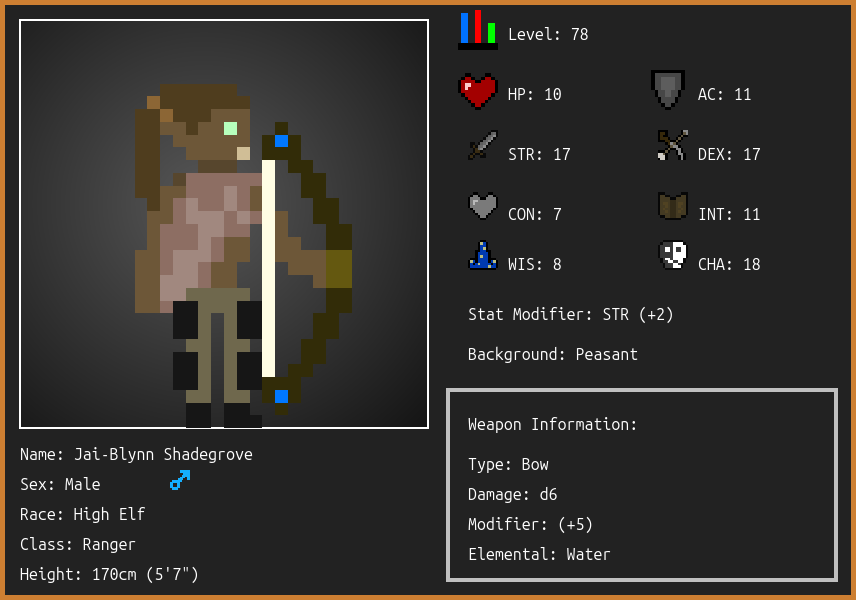 Level: 78
HP: 10
AC: 11
STR: 17
DEX: 17
CON: 7
INT: 11
WIS: 8
CHA: 18
Stat Modifier: STR (+2)
Background: Peasant
Weapon Information:
Type: Bow
Damage: d6
Modifier: (+5)
Elemental: Water
Name: Jai-Blynn Shadegrove
Sex: Male
Race: High Elf
Class: Ranger
Height: 170cm (5'7")